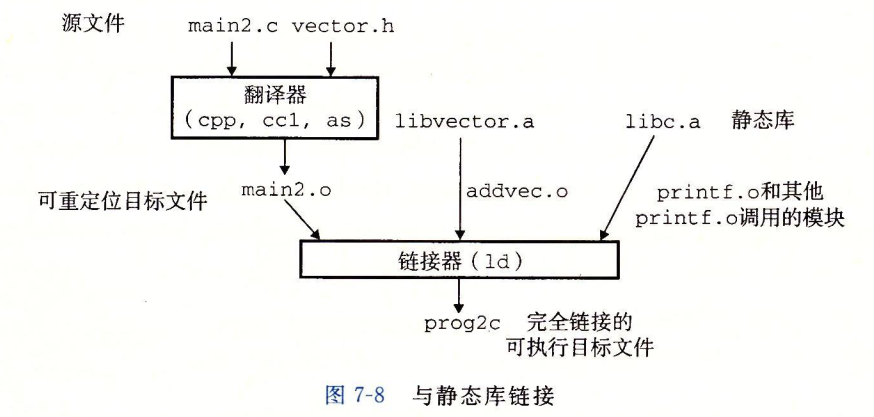 源文件 main2.c vector.h
翻译器
(cpp, cc1, as)
libvector.a
libc.a 静态库
可重定位目标文件
main2.o
addvec.o
printf.o和其他
printf.o调用的模块
链接器(ld)
prog2c 完全链接的
可执行目标文件
图 7-8 与静态库链接